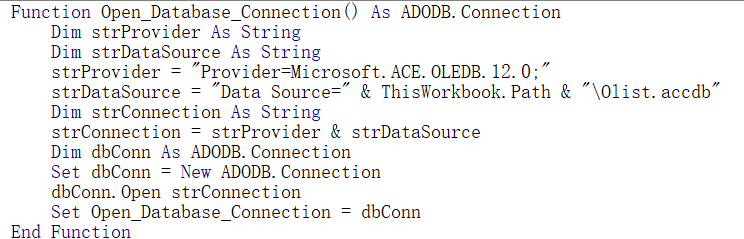 Function Open_Database_Connection() As ADODB.Connection
    Dim strProvider As String
    Dim strDataSource As String
    strProvider = "Provider=Microsoft.ACE.OLEDB.12.0;"
    strDataSource = "Data Source=" & ThisWorkbook.Path & "\Olist.accdb"
    Dim strConnection As String
    strConnection = strProvider & strDataSource
    Dim dbConn As ADODB.Connection
    Set dbConn = New ADODB.Connection
    dbConn.Open strConnection
    Set Open_Database_Connection = dbConn
End Function